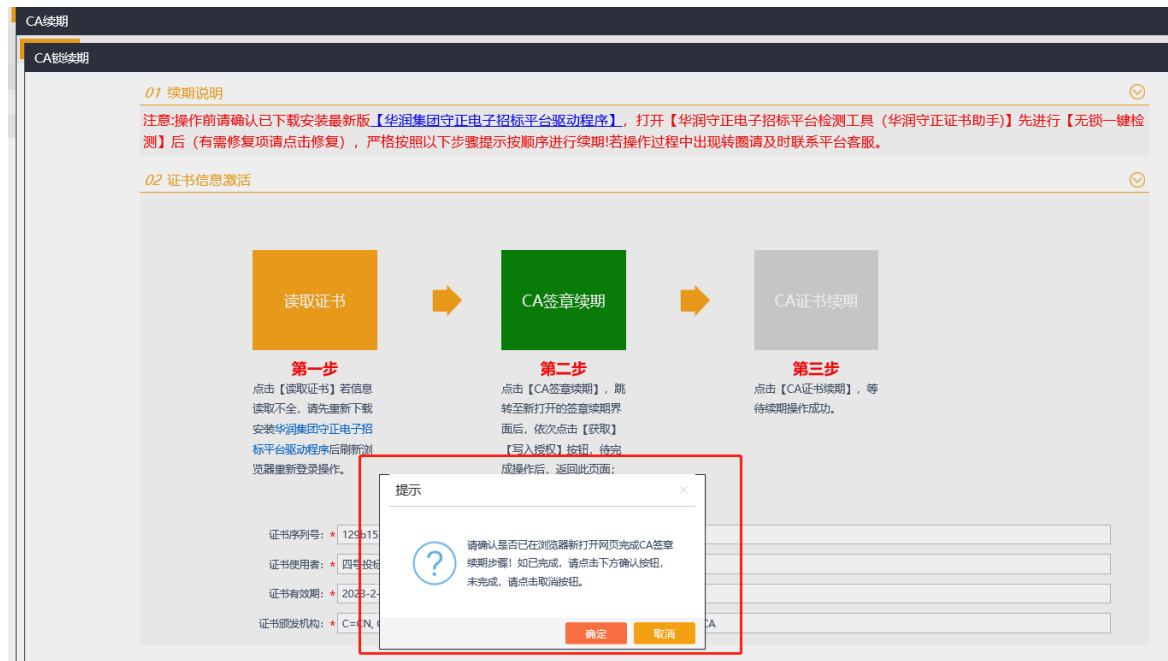 CA续期
CA锁续期
01 续期说明
注意:操作前请确认已下载安装最新版【华润集团守正电子招标平台驱动程序】，打开【华润守正电子招标平台检测工具（华润守正证书助手)】先进行【无锁一键检
测】后（有需修复项请点击修复），严格按照以下步骤提示按顺序进行续期!若操作过程中出现转圈请及时联系平台客服。
02 证书信息激活
读取证书
CA签章续期
CA证书续期
第一步
点击【读取证书】若信息
读取不全，请先重新下载
安装华润集团守正电子招
标平台驱动程序后刷新浏
览器重新登录操作。
第二步
点击【CA签章续期】，跳
转至新打开的签章续期界
面后，依次点击【获取】
【写入授权】按钮，待完
成操作后，返回此页面；
第三步
点击【CA证书续期】，等
待续期操作成功。
提示
请确认是否已在浏览器新打开网页完成CA签章
续期步骤！如已完成，请点击下方确认按钮，
未完成，请点击取消按钮。
确定
取消
证书序列号： * 129b15
证书使用者： * 四号投标
证书有效期： * 2023-2-
证书颁发机构： * C=CN, CA